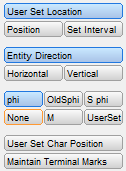 User Set Location
Position Set Interval
Entity Direction
Horizontal Vertical
phi OldSphi S phi
None M UserSet
User Set Char Position
Maintain Terminal Marks